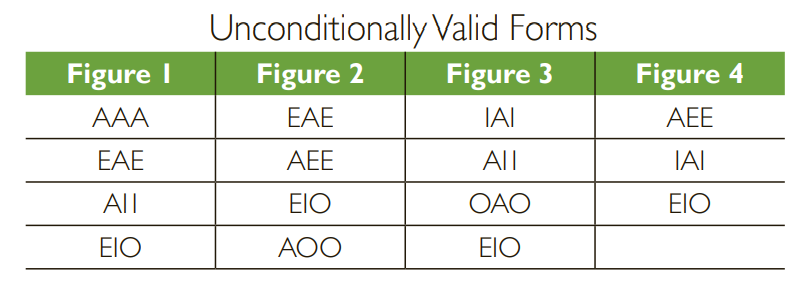 Unconditionally Valid Forms
Figure 1 Figure 2 Figure 3 Figure 4
AAA EAE IAI AEE
EAE AEE AII IAI
AII EIO OAO EIO
EIO AOO EIO